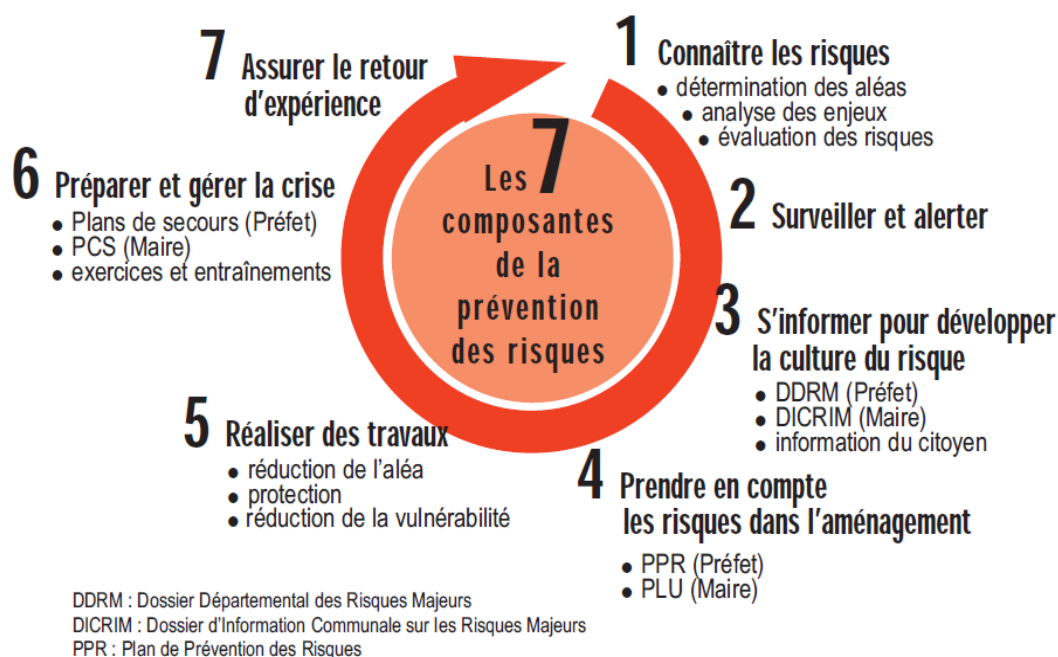 Les 7
composantes
de la
prévention
des risques
1 Connaître les risques
• détermination des aléas
• analyse des enjeux
• évaluation des risques
2 Surveiller et alerter
3 S'informer pour développer
la culture du risque
• DDRM (Préfet)
• DICRIM (Maire)
• information du citoyen
4 Prendre en compte
les risques dans l'aménagement
• PPR (Préfet)
• PLU (Maire)
5 Réaliser des travaux
• réduction de l'aléa
• protection
• réduction de la vulnérabilité
6 Préparer et gérer la crise
• Plans de secours (Préfet)
• PCS (Maire)
• exercices et entraînements
7 Assurer le retour
d'expérience
DDRM : Dossier Départemental des Risques Majeurs
DICRIM : Dossier d'Information Communale sur les Risques Majeurs
PPR : Plan de Prévention des Risques